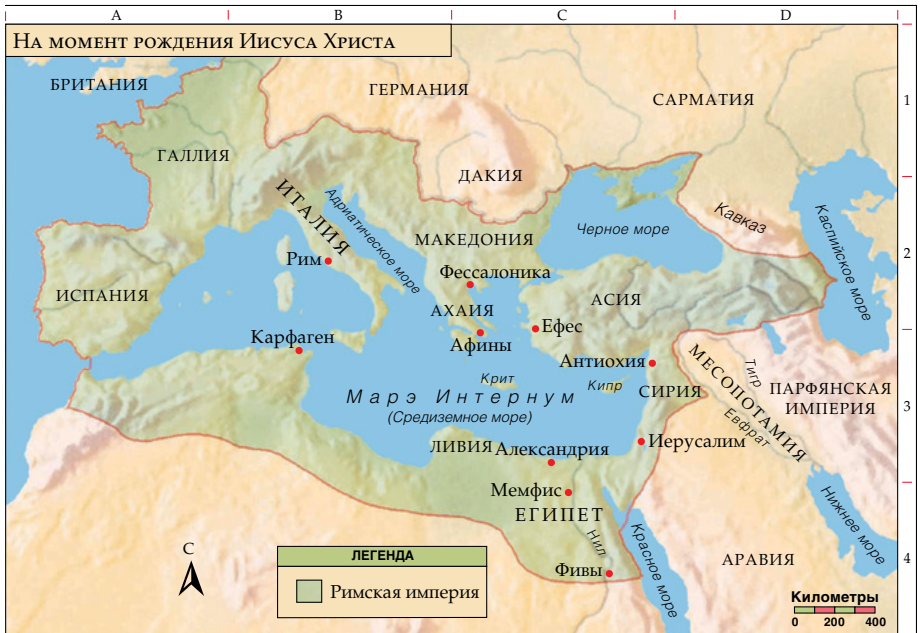 A B C D
На момент рождения Иисуса Христа
БРИТАНИЯ
ГЕРМАНИЯ
САРМАТИЯ
1
ГАЛЛИЯ
ДАКИЯ
ИТАЛИЯ
Адриатическое море
МАКЕДОНИЯ
Черное море
Кавказ
Каспийское море
2
Рим
Фессалоника
ИСПАНИЯ
АСИЯ
АХАИЯ
Ефес
Карфаген
Афины
Антиохия
МЕСОПОТАМИЯ
Тигр
Крит
Кипр
СИРИЯ
ПАРФЯНСКАЯ
ИМПЕРИЯ
Марэ Интернум
(Средиземное море)
3
Евфрат
ЛИВИЯ
Александрия
Иерусалим
Мемфис
ЕГИПЕТ
Нил
Красное море
Нижнее море
С
ЛЕГЕНДА
Римская империя
Фивы
АРАВИЯ
4
Километры
0 200 400